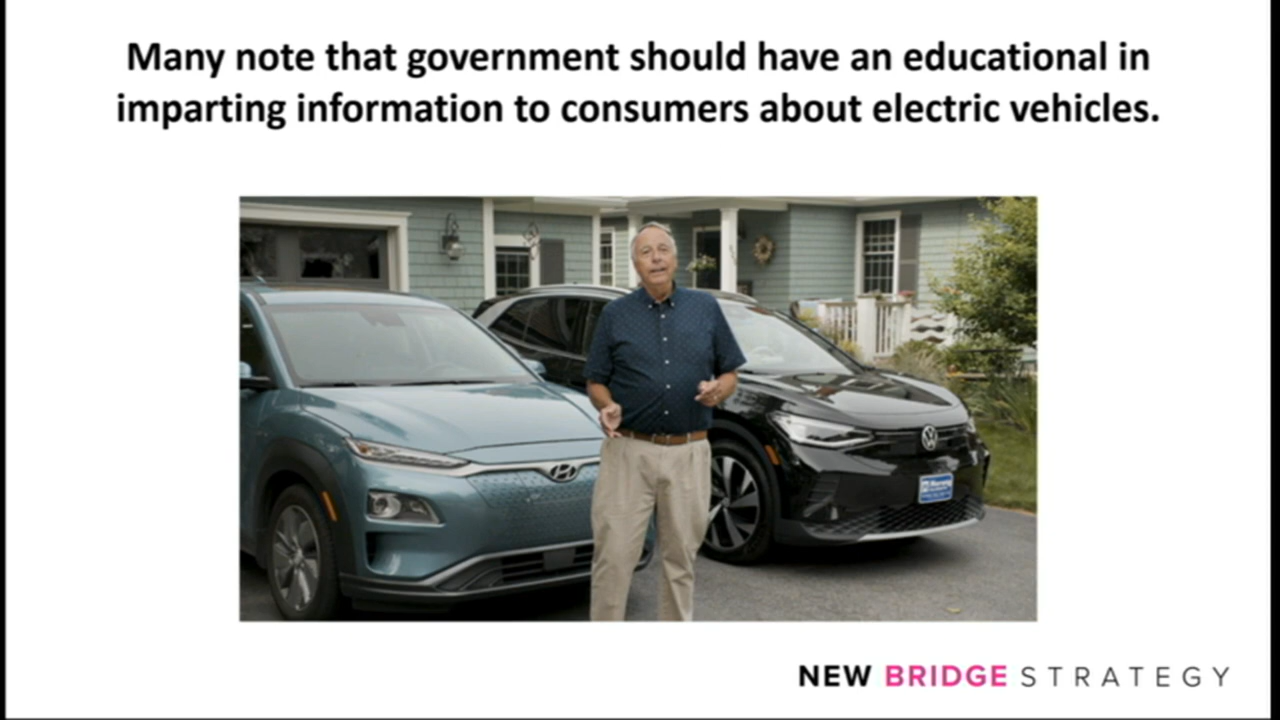 Many note that government should have an educational in
imparting information to consumers about electric vehicles.
NEW BRIDGE STRATEGY